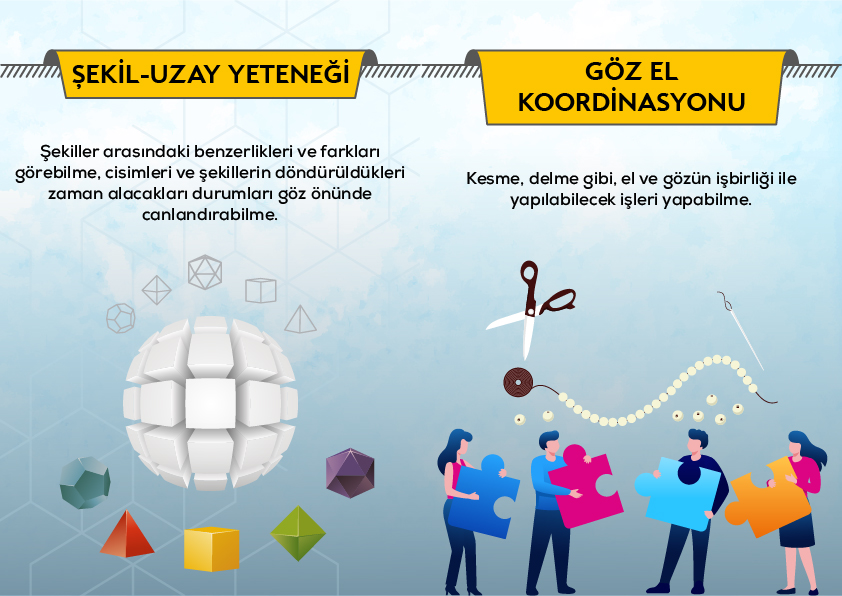 ŞEKİL-UZAY YETENEĞİ
Şekiller arasındaki benzerlikleri ve farkları
görebilme, cisimleri ve şekillerin döndürüldükleri
zaman alacakları durumları göz önünde
canlandırabilme.
GÖZ EL
KOORDİNASYONU
Kesme, delme gibi, el ve gözün işbirliği ile
yapılabilecek işleri yapabilme.